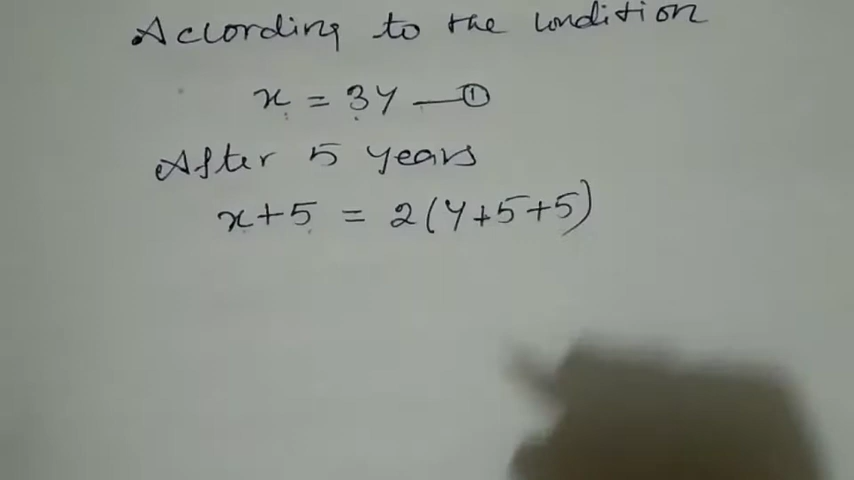 According to the condition
x = 3y —①
After 5 years
x+5 = 2(y+5+5)